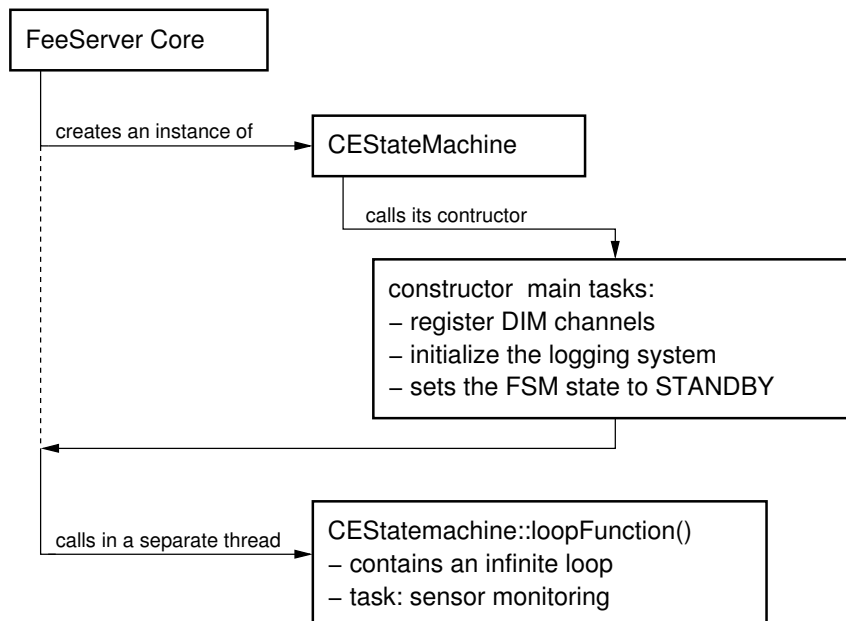 FeeServer Core
creates an instance of
CEStateMachine
calls its contructor
constructor  main tasks:
– register DIM channels
– initialize the logging system
– sets the FSM state to STANDBY
calls in a separate thread
CEStatemachine::loopFunction()
– contains an infinite loop
– task: sensor monitoring